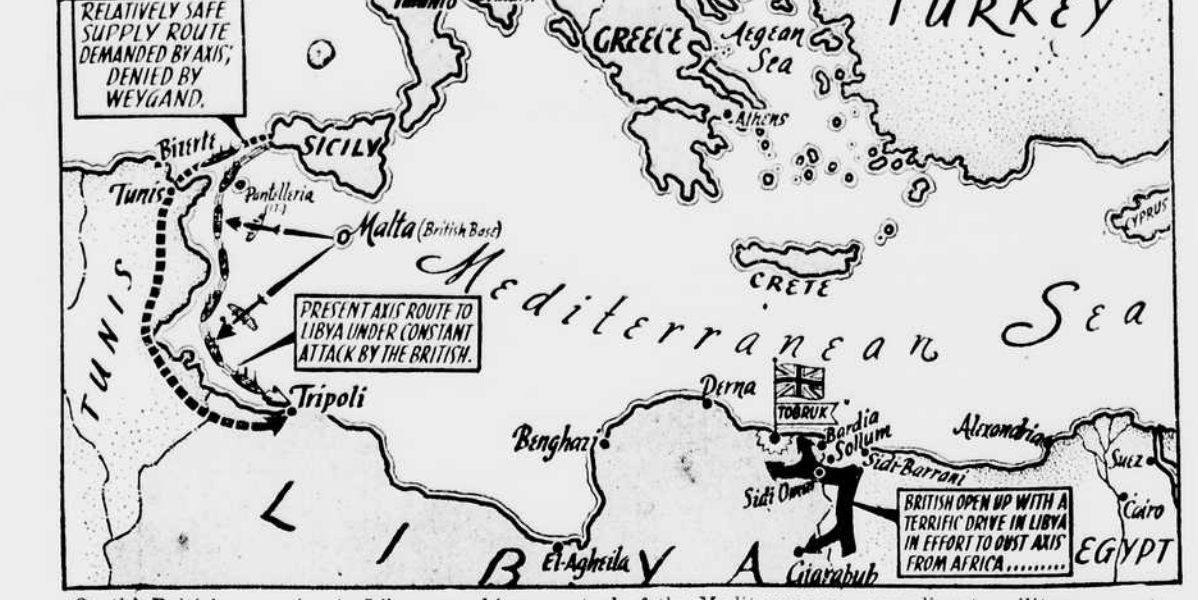 TURKEY
RELATIVELY SAFE
SUPPLY ROUTE
DEMANDED BY AXIS;
DENIED BY
WEYGAND.
Taranto
GREECE
Aegean
Sea
Athens
Bizerte
SICILY
Tunis
Pantelleria
(IT.)
Malta (British Base)
CYPRUS
CRETE
Mediterranean Sea
TUNIS
PRESENT AXIS ROUTE TO
LIBYA UNDER CONSTANT
ATTACK BY THE BRITISH.
Tripoli
Derna
TOBRUK
Benghazi
Bardia
Sollum
Sidi Barrani
Alexandria
Suez
Sidi Omar
Cairo
BRITISH OPEN UP WITH A
TERRIFIC DRIVE IN LIBYA
IN EFFORT TO OUST AXIS
FROM AFRICA.........
EGYPT
LIBYA
El-Agheila
Giarabub